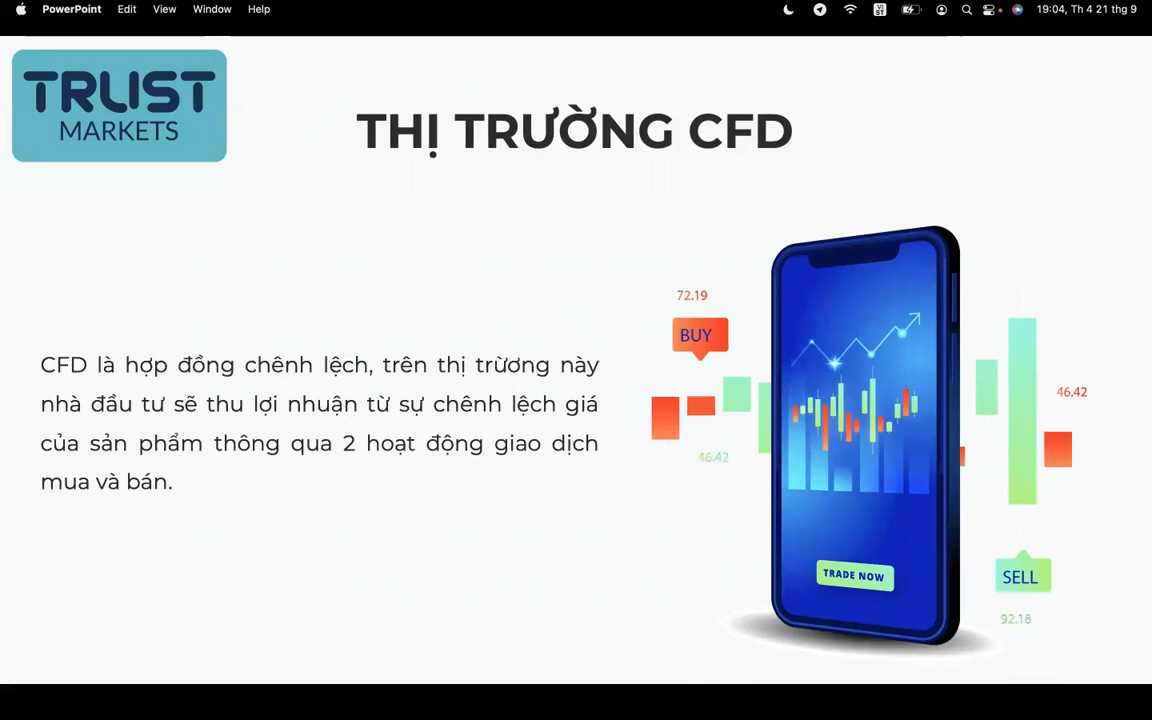 PowerPoint Edit View Window Help
VI
ST
19:04, Th 4 21 thg 9
TRUST
MARKETS
THỊ TRƯỜNG CFD
CFD là hợp đồng chênh lệch, trên thị trừơng này
nhà đầu tư sẽ thu lợi nhuận từ sự chênh lệch giá
của sản phẩm thông qua 2 hoạt động giao dịch
mua và bán.
72.19
BUY
46.42
46.42
TRADE NOW
SELL
92.18